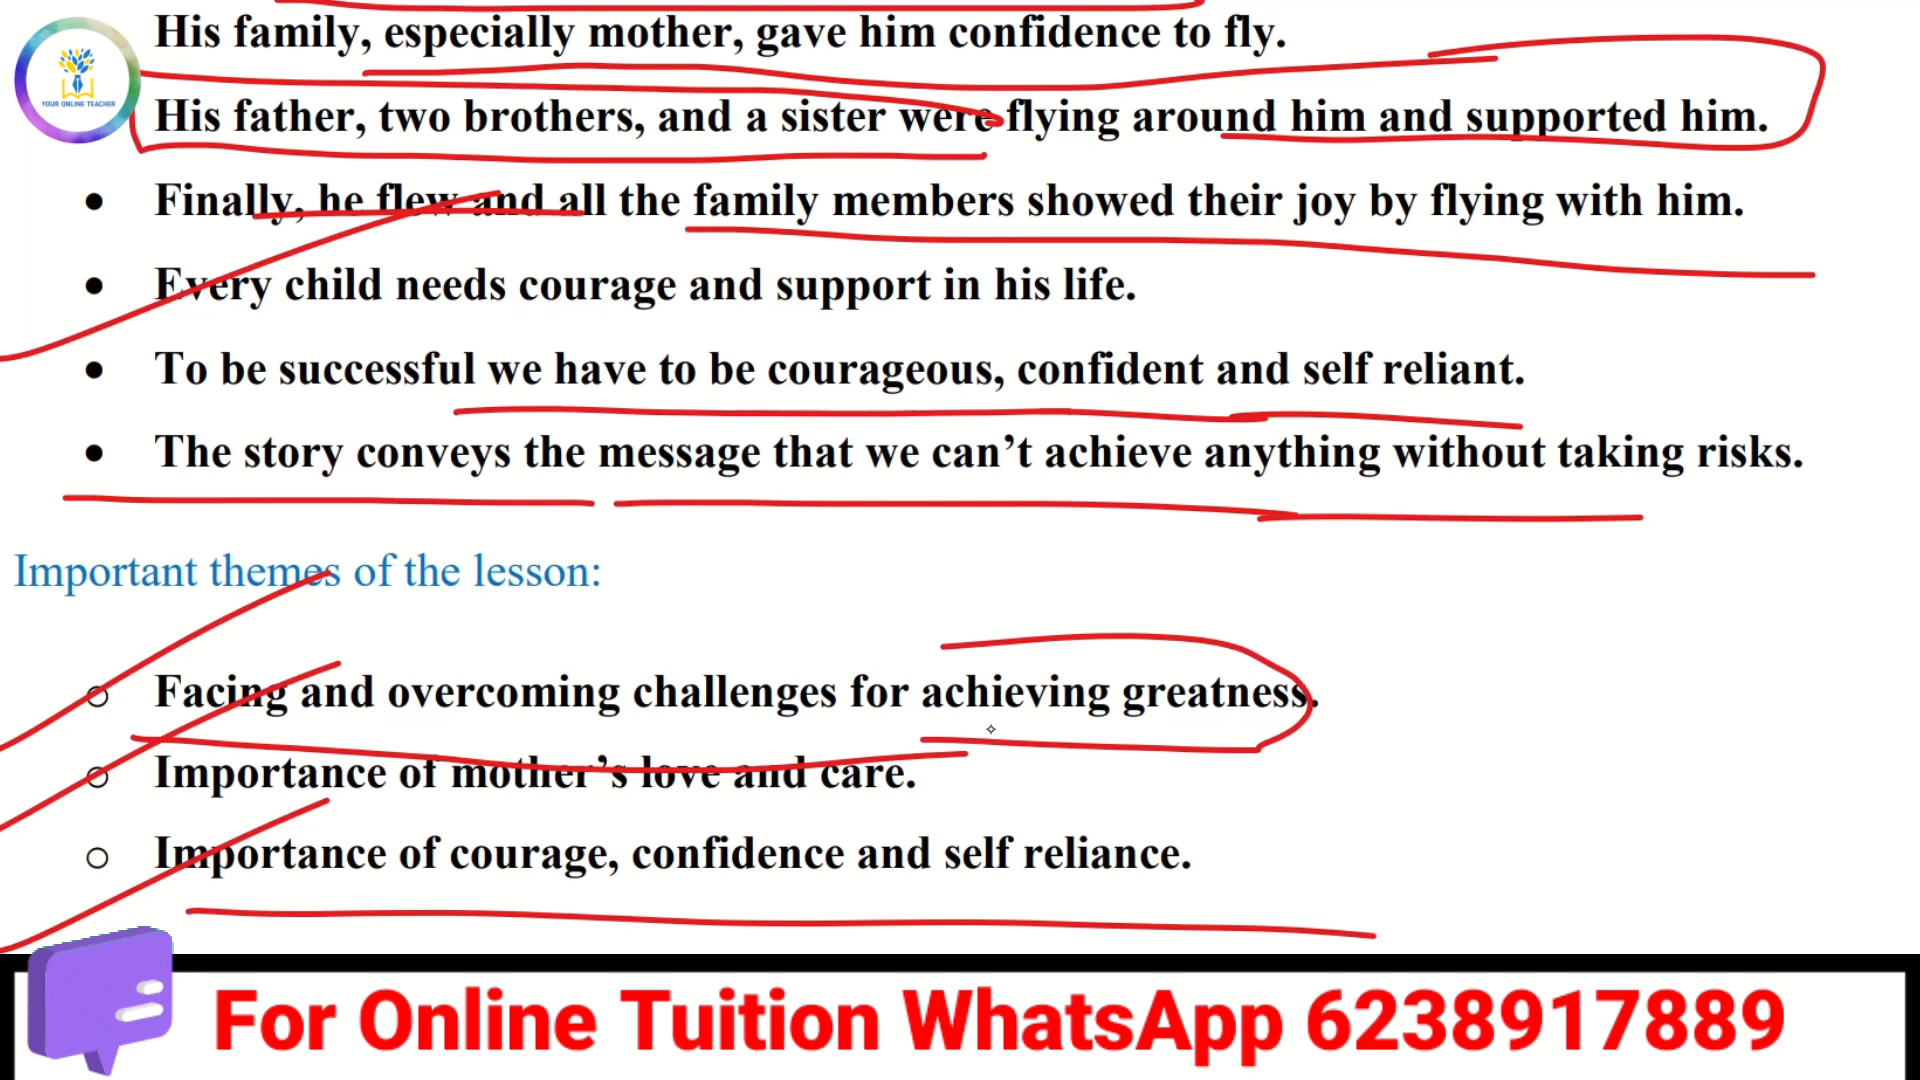 His family, especially mother, gave him confidence to fly.
YOUR ONLINE TEACHER
His father, two brothers, and a sister were flying around him and supported him.
• Finally, he flew and all the family members showed their joy by flying with him.
• Every child needs courage and support in his life.
• To be successful we have to be courageous, confident and self reliant.
• The story conveys the message that we can’t achieve anything without taking risks.
Important themes of the lesson:
o Facing and overcoming challenges for achieving greatness.
o Importance of mother’s love and care.
o Importance of courage, confidence and self reliance.
For Online Tuition WhatsApp 6238917889